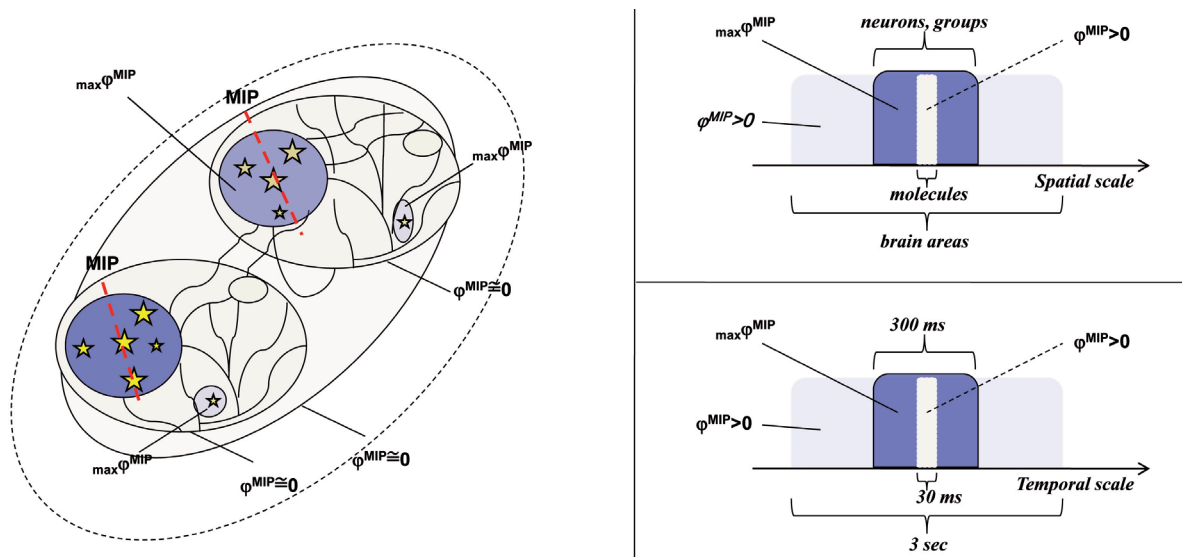 maxφMIP
MIP
maxφMIP
MIP
φMIP≅0
maxφMIP
φMIP≅0
φMIP≅0
neurons, groups
maxφMIP
φMIP>0
φMIP>0
molecules
Spatial scale
brain areas
300 ms
maxφMIP
φMIP>0
φMIP>0
30 ms
Temporal scale
3 sec